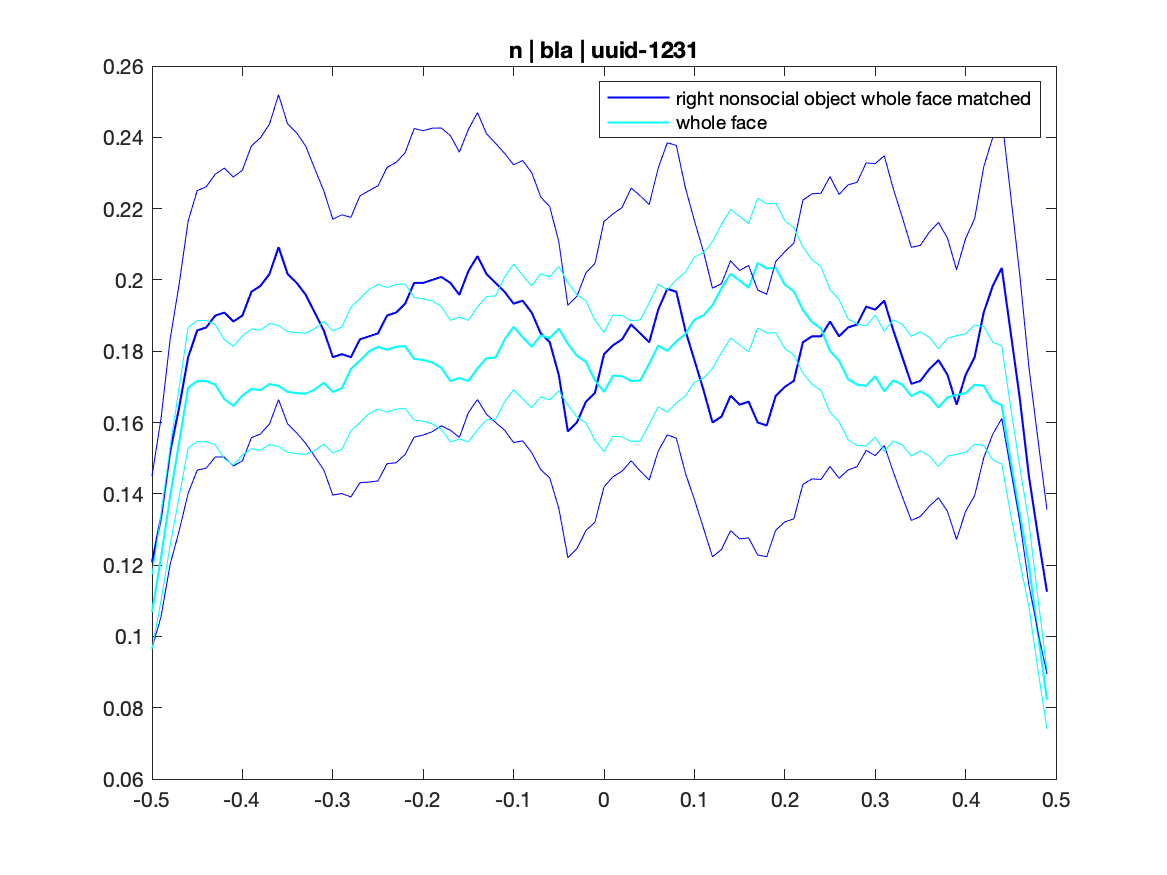 n | bla | uuid-1231
right nonsocial object whole face matched
whole face
0.26
0.24
0.22
0.2
0.18
0.16
0.14
0.12
0.1
0.08
0.06
-0.5 -0.4 -0.3 -0.2 -0.1 0 0.1 0.2 0.3 0.4 0.5